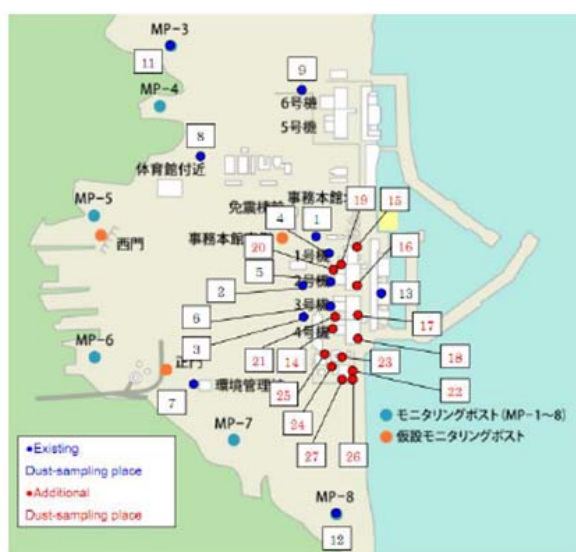 MP-3
11
MP-4
9
6号機
5号機
8
体育館付近
MP-5
西門
免震棟前
事務本館北
19
15
4
1
事務本館南側
20
1号機
16
5
2号機
2
13
3号機
6
4号機
17
3
MP-6
21
14
18
正門
23
22
7
環境管理棟
25
24
27
26
MP-7
モニタリングポスト(MP-1〜8)
仮設モニタリングポスト
Existing
Dust-sampling place
Additional
Dust-sampling place
MP-8
12